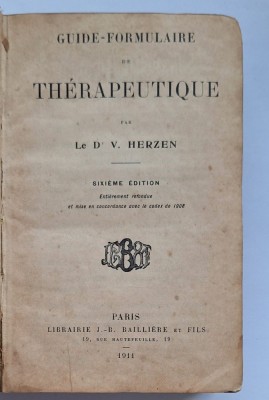 GUIDE-FORMULAIRE
DE
THÉRAPEUTIQUE
PAR
Le Dr V. HERZEN
SIXIÈME ÉDITION
Entièrement refondue
et mise en concordance avec le codex de 1908
PARIS
LIBRAIRIE J.-B. BAILLIÈRE ET FILS
19, RUE HAUTEFEUILLE, 19
1911